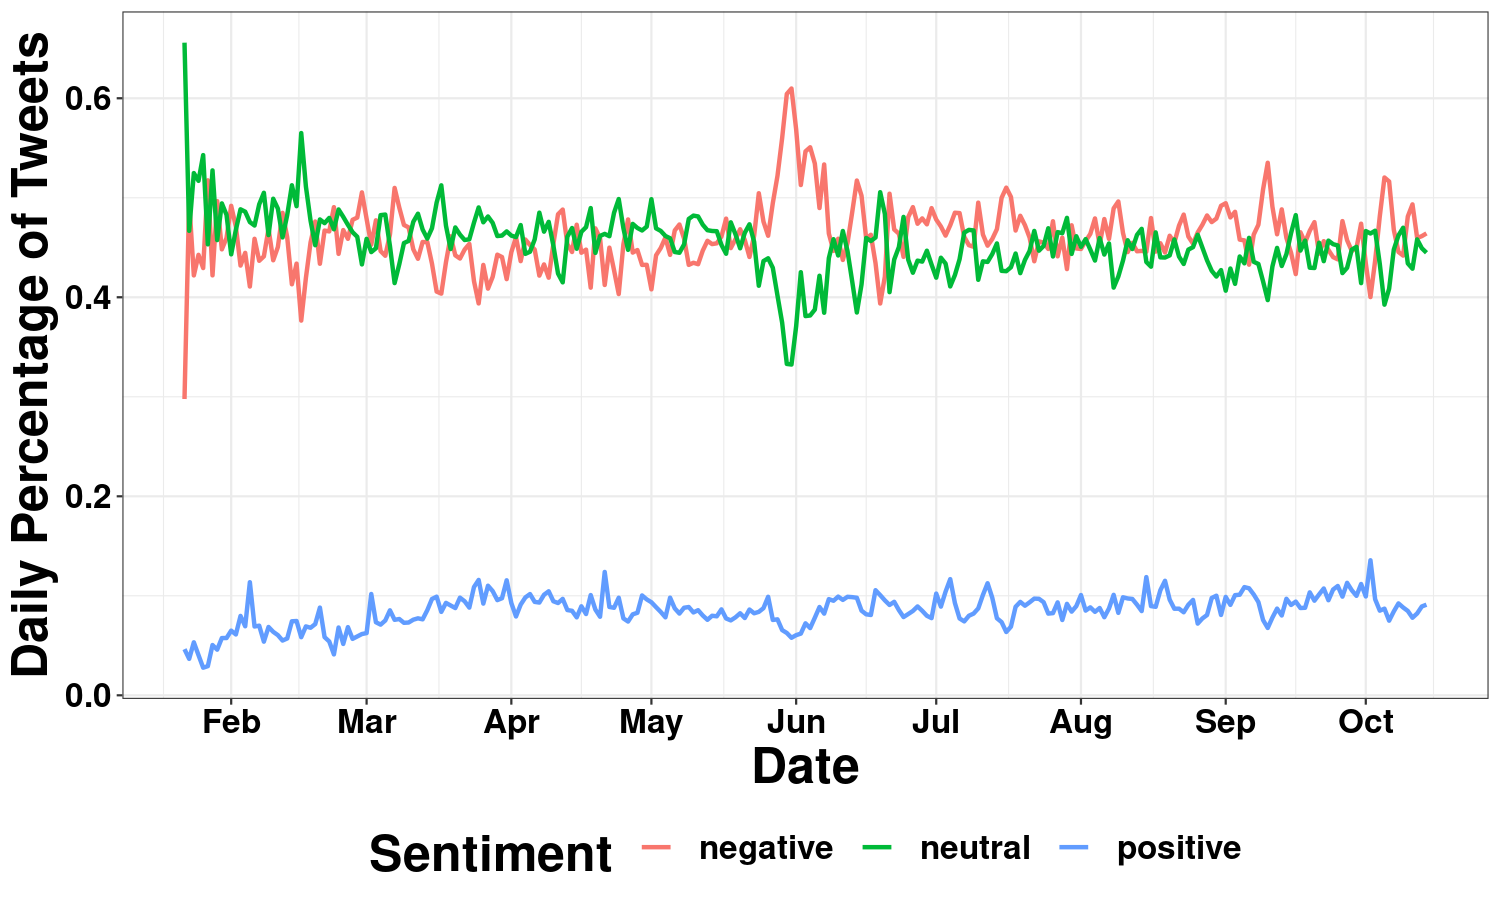 Daily Percentage of Tweets
0.6
0.4
0.2
0.0
Feb Mar Apr May Jun Jul Aug Sep Oct
Date
Sentiment negative neutral positive